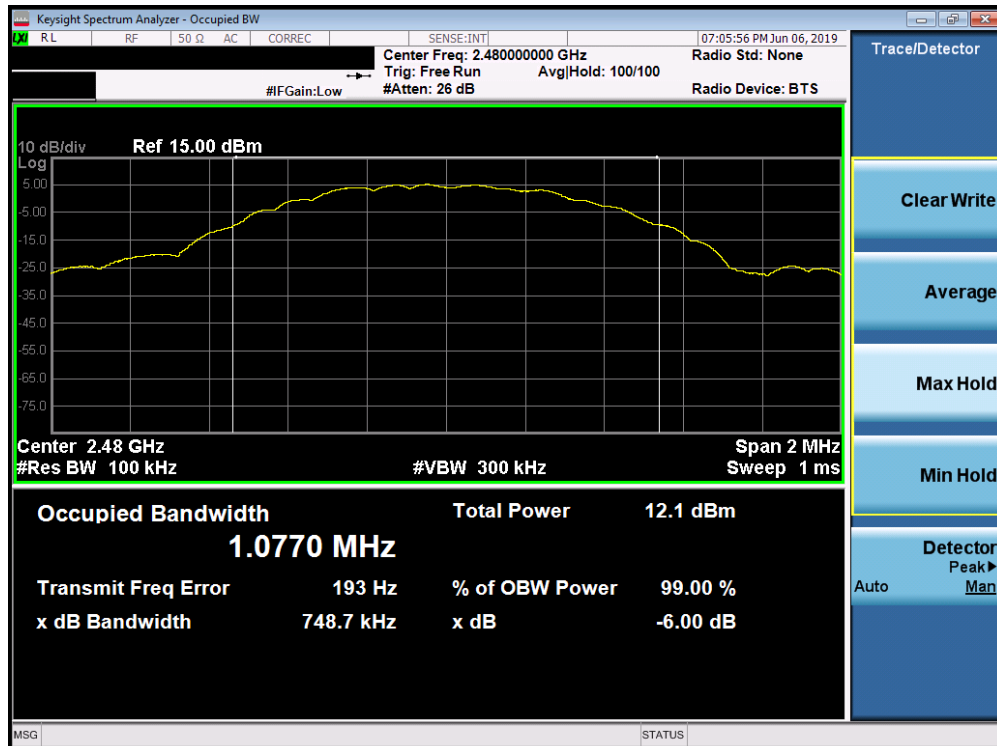 Keysight Spectrum Analyzer - Occupied BW
LXI RL RF 50 Ω AC CORREC SENSE:INT 07:05:56 PM Jun 06, 2019
Center Freq: 2.480000000 GHz Radio Std: None
Trig: Free Run Avg|Hold: 100/100
#IFGain:Low #Atten: 26 dB Radio Device: BTS
10 dB/div Ref 15.00 dBm
Log
5.00
-5.00
-15.0
-25.0
-35.0
-45.0
-55.0
-65.0
-75.0
Center 2.48 GHz Span 2 MHz
#Res BW 100 kHz #VBW 300 kHz Sweep 1 ms
Occupied Bandwidth Total Power 12.1 dBm
1.0770 MHz
Transmit Freq Error 193 Hz % of OBW Power 99.00 %
x dB Bandwidth 748.7 kHz x dB -6.00 dB
Trace/Detector
Clear Write
Average
Max Hold
Min Hold
Detector
Peak▶
Auto Man
MSG STATUS